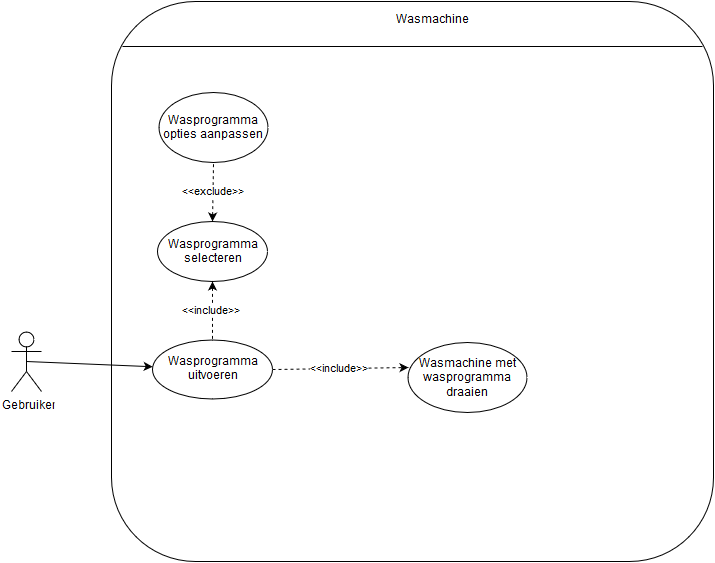 Wasmachine
Wasprogramma
opties aanpassen
<<exclude>>
Wasprogramma
selecteren
<<include>>
Wasprogramma
uitvoeren
<<include>>
Wasmachine met
wasprogramma
draaien
Gebruiker